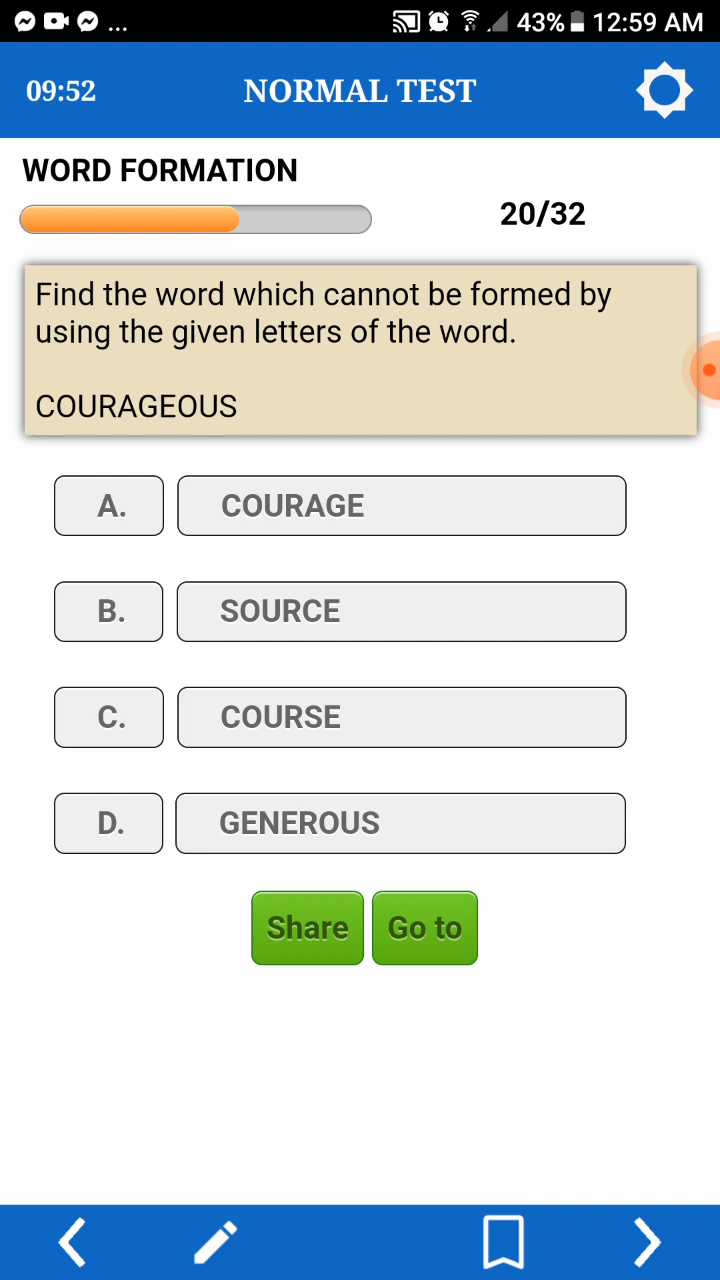 ... 43% 12:59 AM
09:52 NORMAL TEST
WORD FORMATION
20/32
Find the word which cannot be formed by
using the given letters of the word.
COURAGEOUS
A. COURAGE
B. SOURCE
C. COURSE
D. GENEROUS
Share Go to